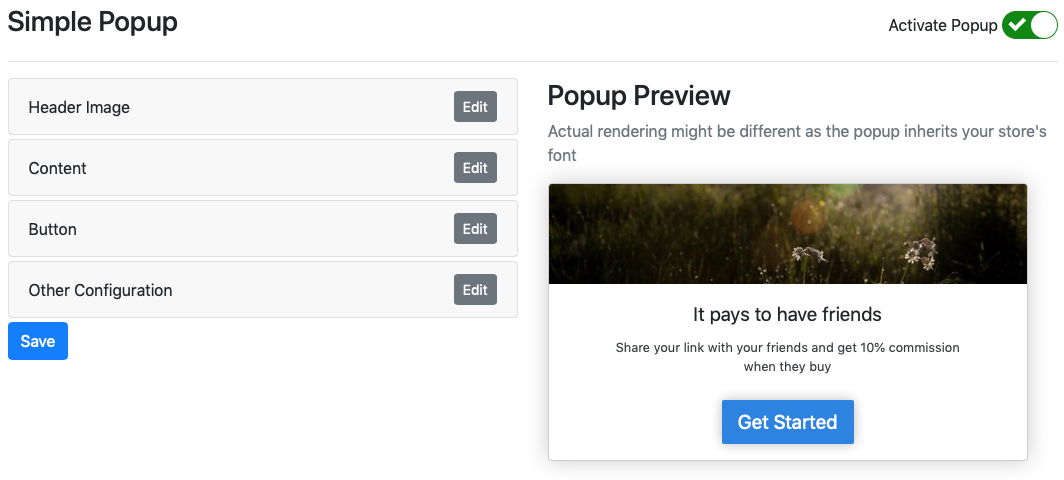 Simple Popup
Activate Popup
Header Image
Edit
Content
Edit
Button
Edit
Other Configuration
Edit
Save
Popup Preview
Actual rendering might be different as the popup inherits your store's
font
It pays to have friends
Share your link with your friends and get 10% commission
when they buy
Get Started